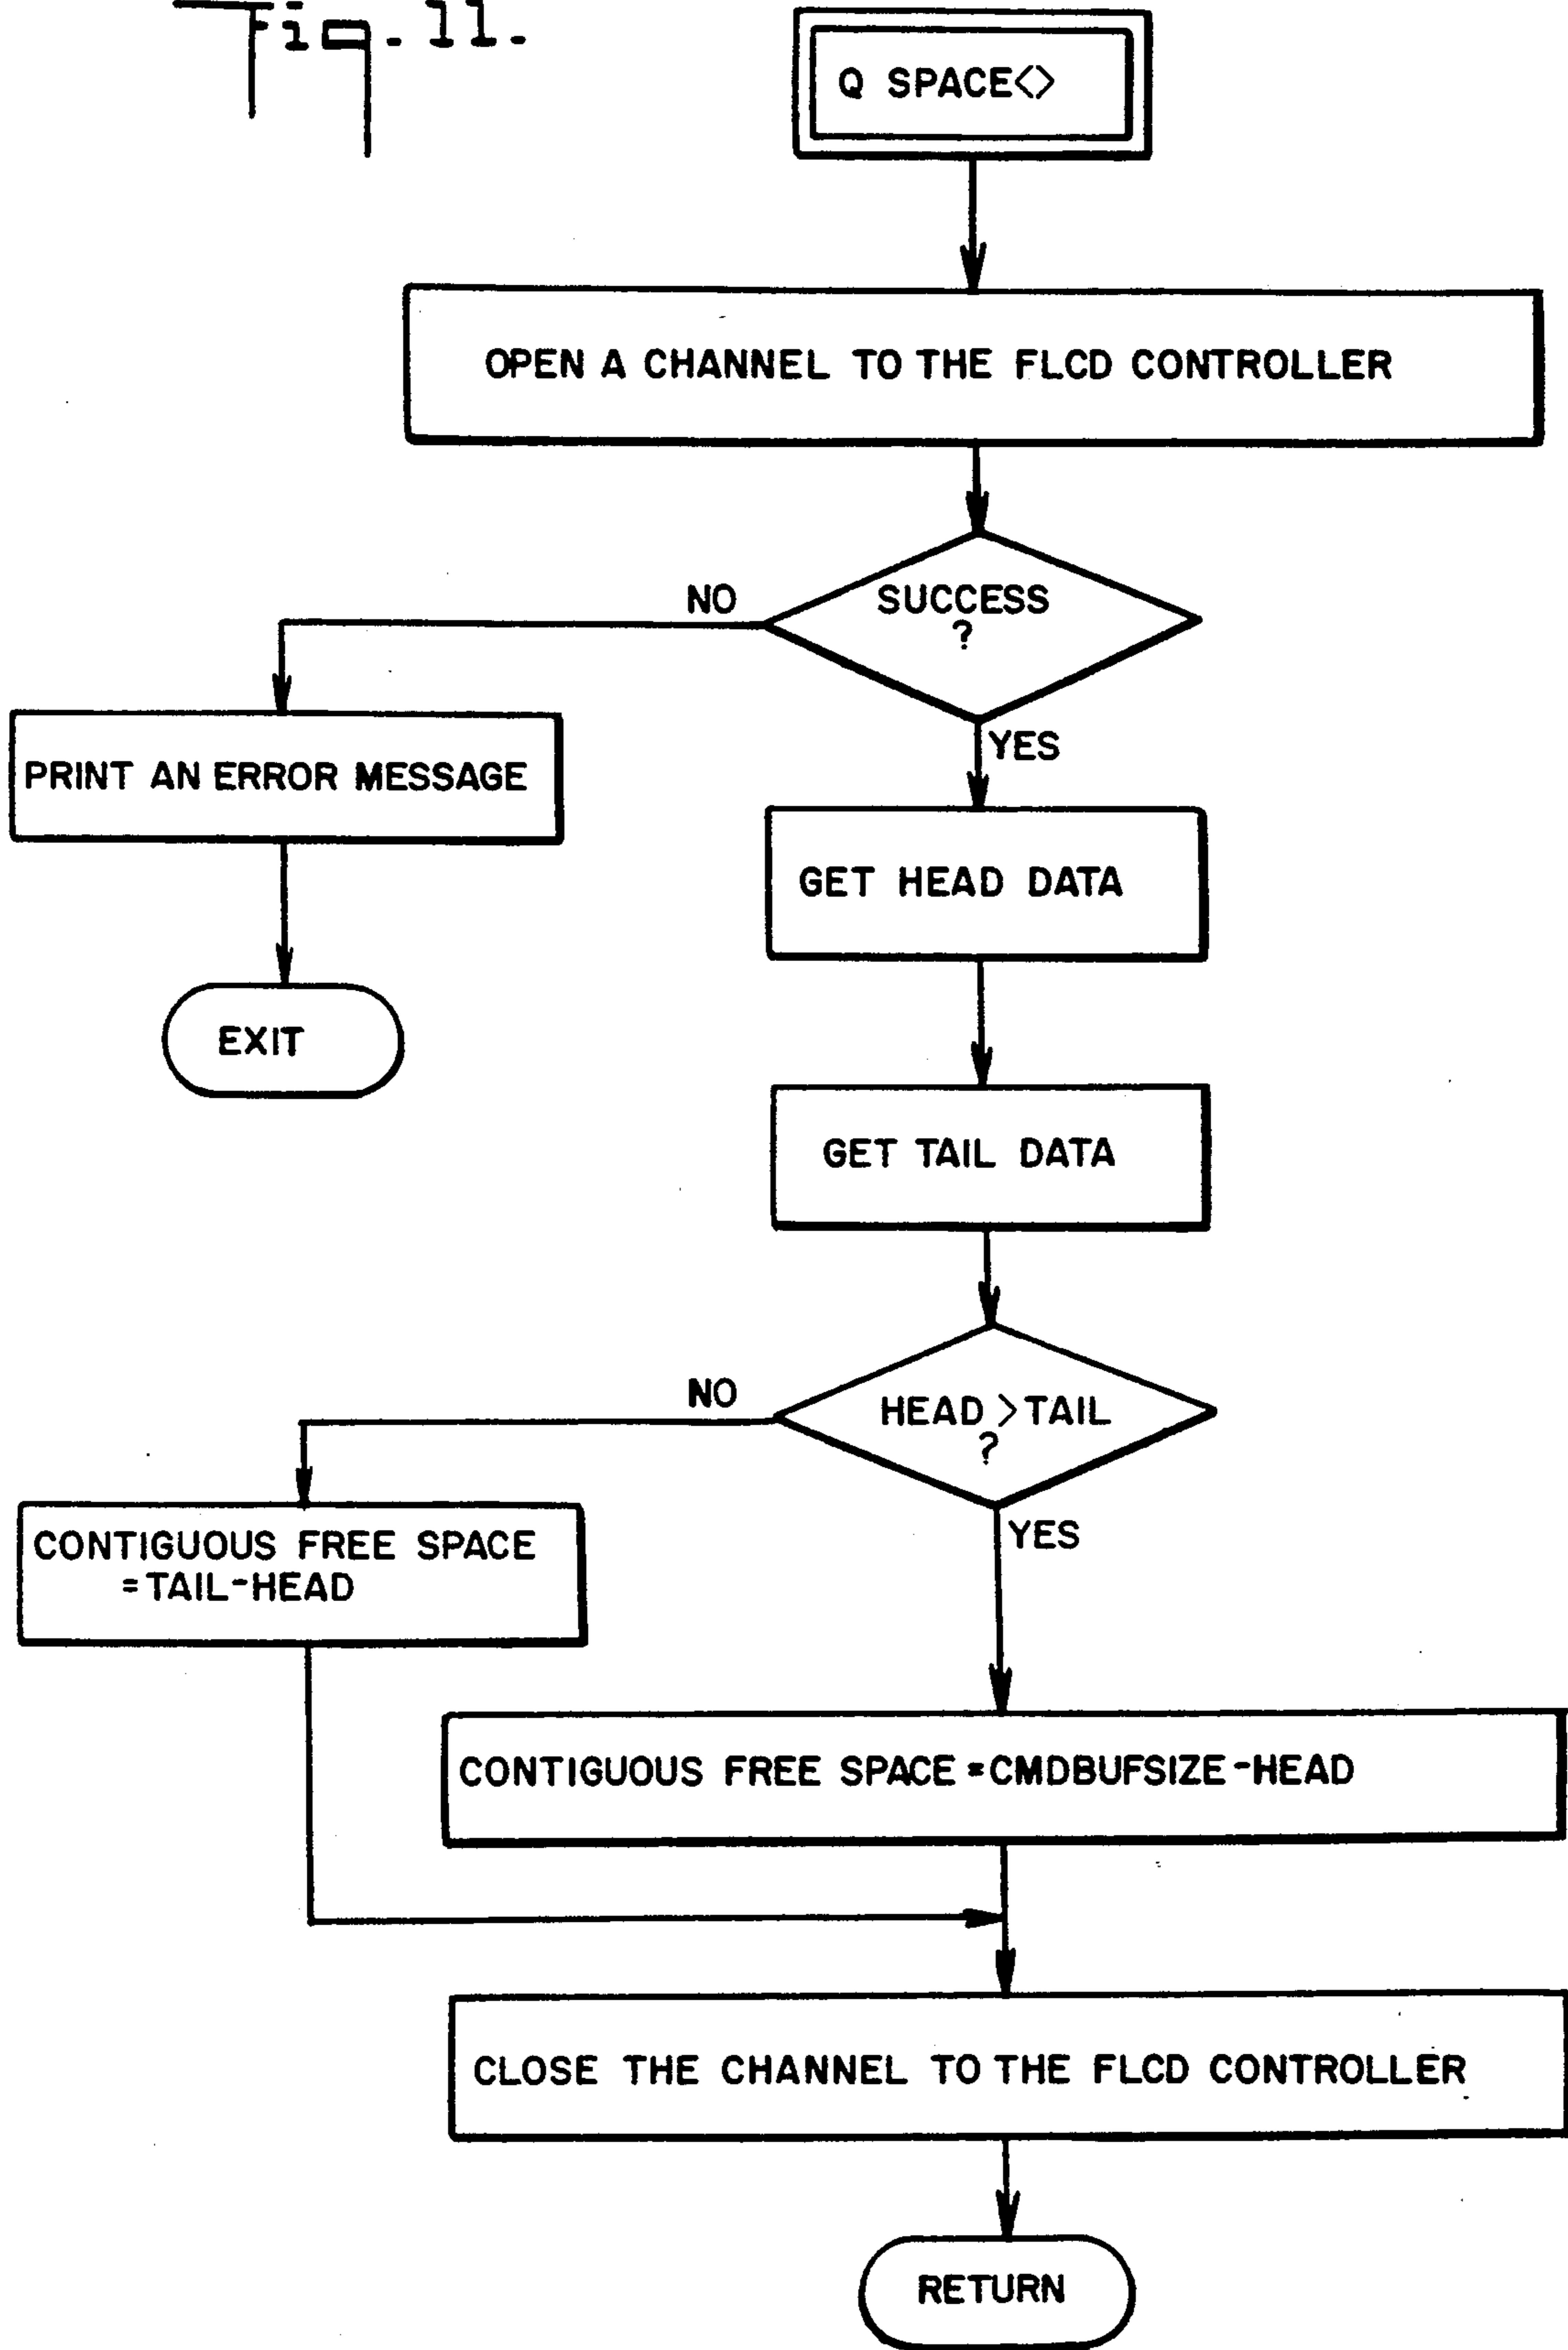 Fig. 11.
Q SPACE<>
OPEN A CHANNEL TO THE FLCD CONTROLLER
SUCCESS
?
NO
YES
PRINT AN ERROR MESSAGE
GET HEAD DATA
EXIT
GET TAIL DATA
HEAD > TAIL
?
NO
YES
CONTIGUOUS FREE SPACE
=TAIL-HEAD
CONTIGUOUS FREE SPACE=CMDBUFSIZE-HEAD
CLOSE THE CHANNEL TO THE FLCD CONTROLLER
RETURN